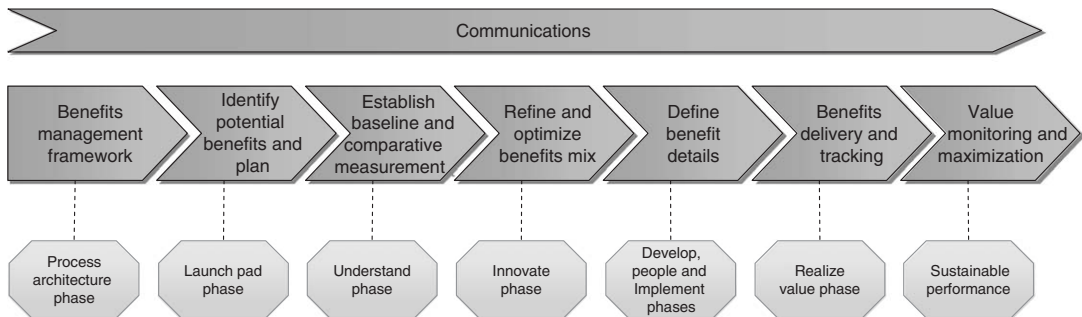 Communications
Benefits
management
framework
Identify
potential
benefits and
plan
Establish
baseline and
comparative
measurement
Refine and
optimize
benefits mix
Define
benefit
details
Benefits
delivery and
tracking
Value
monitoring and
maximization
Process
architecture
phase
Launch pad
phase
Understand phase
Innovate
phase
Develop,
people and
Implement
phases
Realize
value phase
Sustainable
performance